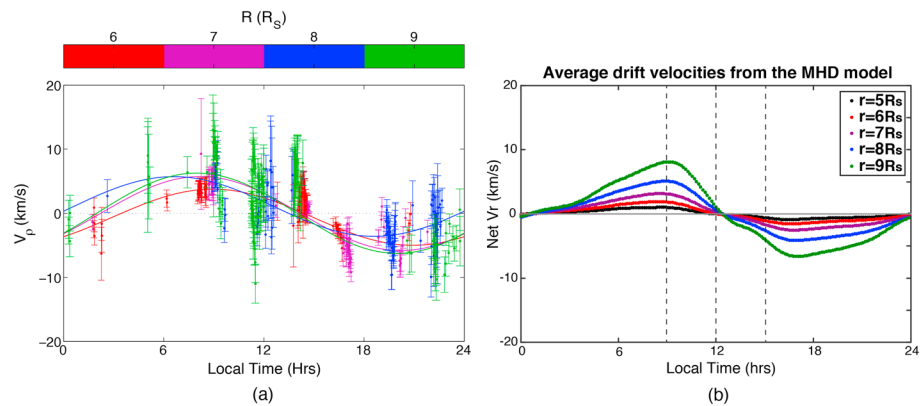 R (R_S)
6 7 8 9
20
10
0
−10
−20
V_ρ (km/s)
0 6 12 18 24
Local Time (Hrs)
(a)
Average drift velocities from the MHD model
r=5Rs
r=6Rs
r=7Rs
r=8Rs
r=9Rs
20
10
0
-10
-20
Net Vr (km/s)
0 6 12 18 24
Local Time (hrs)
(b)